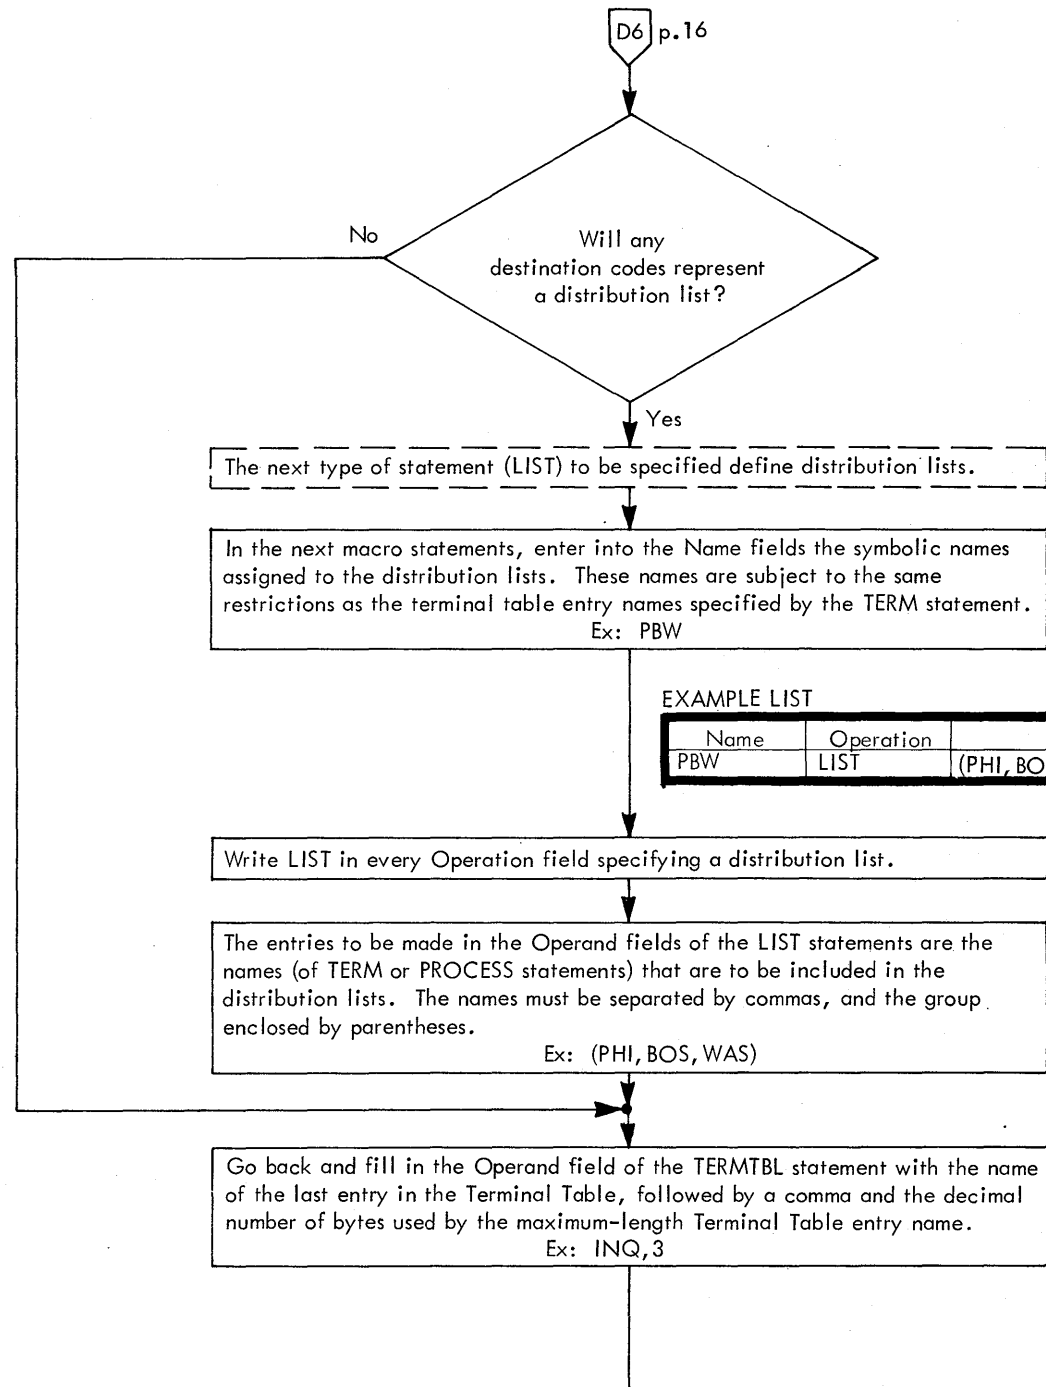 D6 p.16
Will any
destination codes represent
a distribution list?
No
Yes
The next type of statement (LIST) to be specified define distribution lists.
In the next macro statements, enter into the Name fields the symbolic names
assigned to the distribution lists. These names are subject to the same
restrictions as the terminal table entry names specified by the TERM statement.
Ex: PBW
EXAMPLE LIST
Name Operation
PBW LIST (PHI, BO
Write LIST in every Operation field specifying a distribution list.
The entries to be made in the Operand fields of the LIST statements are the
names (of TERM or PROCESS statements) that are to be included in the
distribution lists. The names must be separated by commas, and the group
enclosed by parentheses.
Ex: (PHI, BOS, WAS)
Go back and fill in the Operand field of the TERMTBL statement with the name
of the last entry in the Terminal Table, followed by a comma and the decimal
number of bytes used by the maximum-length Terminal Table entry name.
Ex: INQ, 3